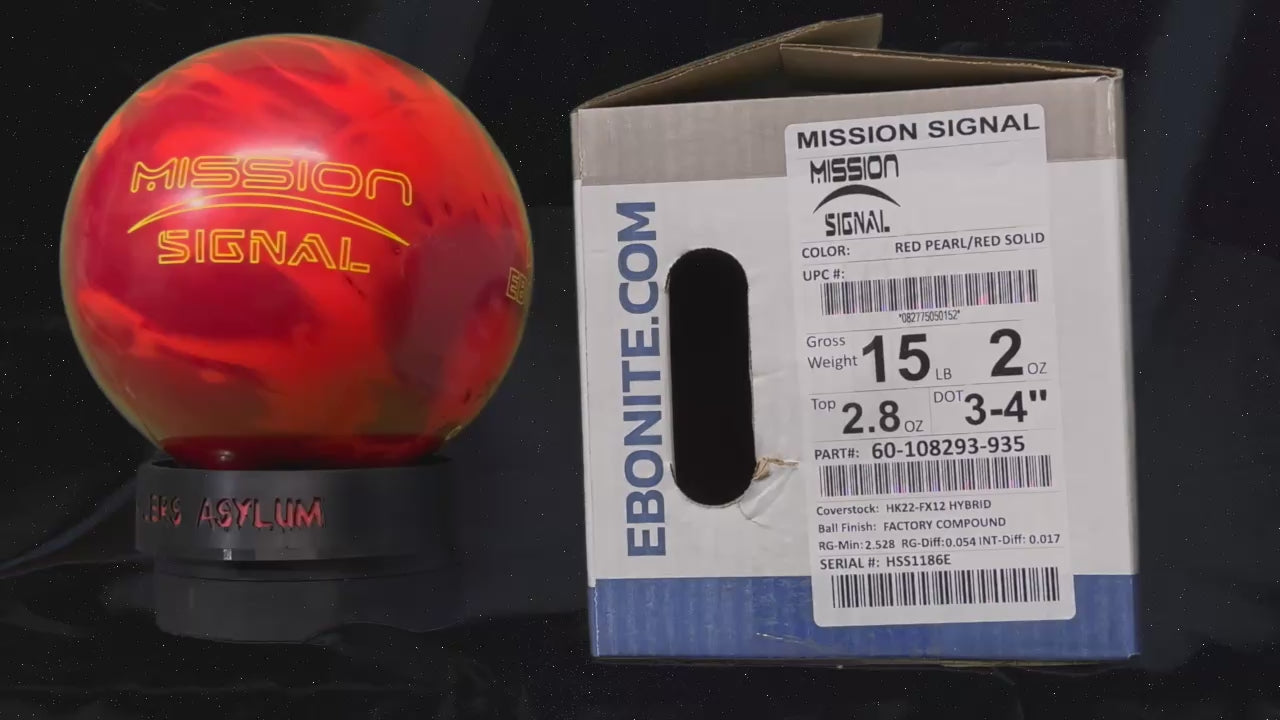 MISSION
SIGNAL
ASYLUM
EBONITE.COM
MISSION SIGNAL
MISSION
SIGNAL
COLOR: RED PEARL/RED SOLID
UPC #:
*082775050152*
Gross Weight 15 LB 2 OZ
Top 2.8 OZ DOT 3-4"
PART#: 60-108293-935
Coverstock: HK22-FX12 HYBRID
Ball Finish: FACTORY COMPOUND
RG-Min: 2.528 RG-Diff: 0.054 INT-Diff: 0.017
SERIAL #: HSS1186E